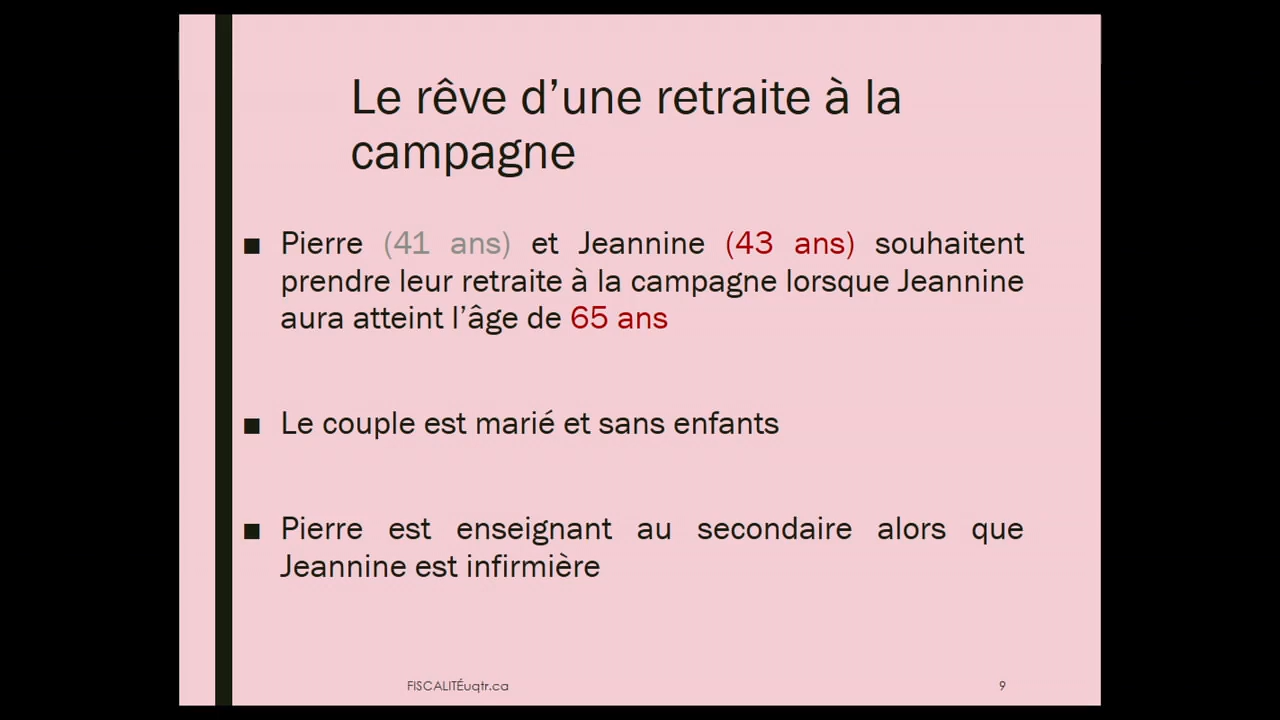 Le rêve d’une retraite à la
campagne
■ Pierre (41 ans) et Jeannine (43 ans) souhaitent
prendre leur retraite à la campagne lorsque Jeannine
aura atteint l’âge de 65 ans
■ Le couple est marié et sans enfants
■ Pierre est enseignant au secondaire alors que
Jeannine est infirmière
FISCALITÉuqtr.ca 9